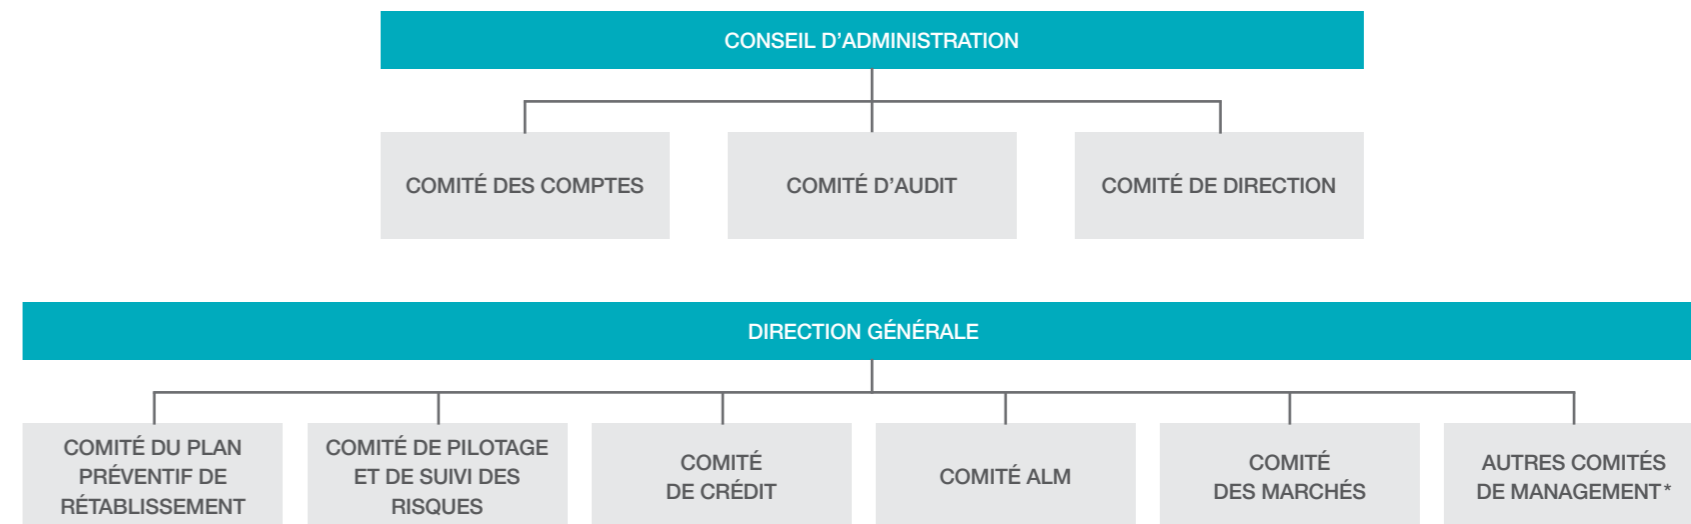 CONSEIL D’ADMINISTRATION
COMITÉ DES COMPTES
COMITÉ D’AUDIT
COMITÉ DE DIRECTION
DIRECTION GÉNÉRALE
COMITÉ DU PLAN
PRÉVENTIF DE
RÉTABLISSEMENT
COMITÉ DE PILOTAGE
ET DE SUIVI DES
RISQUES
COMITÉ
DE CRÉDIT
COMITÉ ALM
COMITÉ
DES MARCHÉS
AUTRES COMITÉS
DE MANAGEMENT*